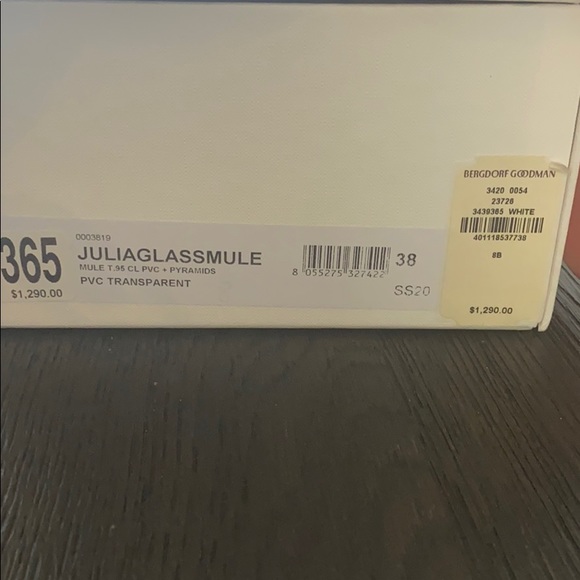 365
$1,290.00
0003819
JULIAGLASSMULE
MULE T.95 CL PVC + PYRAMIDS
PVC TRANSPARENT
8 055275 327422
38
SS20
BERGDORF GOODMAN
3420 0054
23726
3439365 WHITE
401118537738
8B
$1,290.00